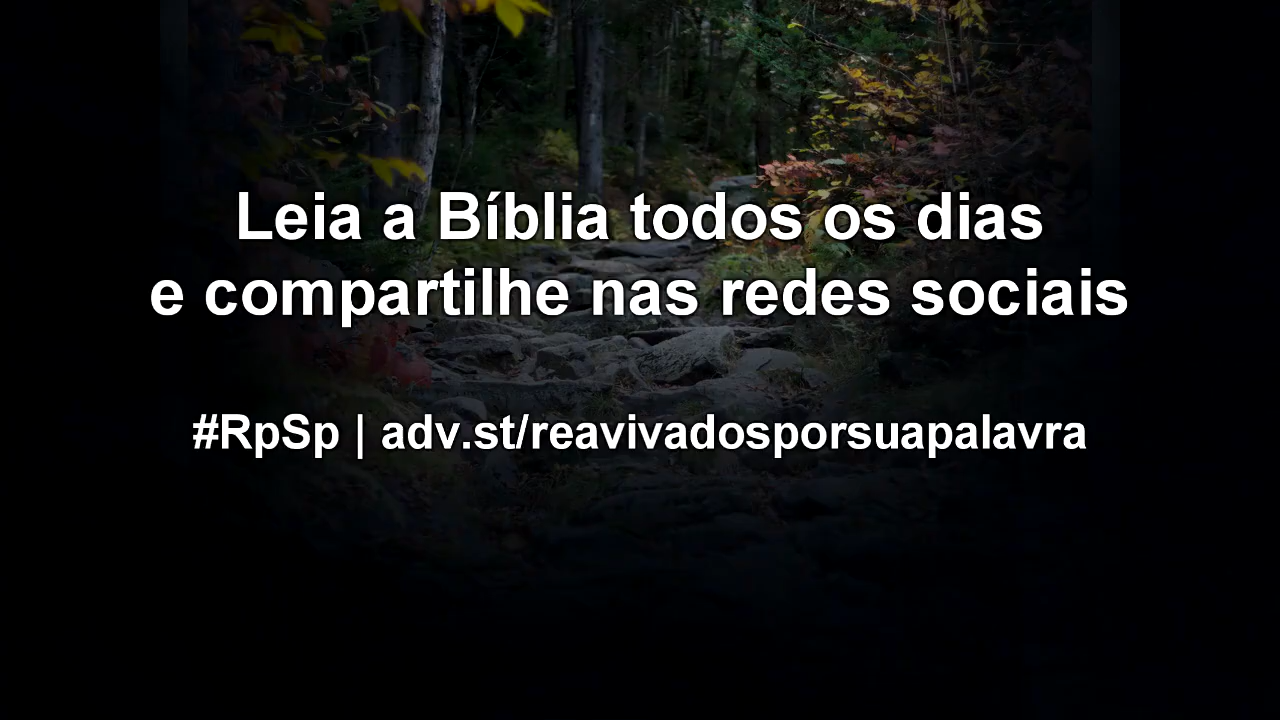 Leia a Bíblia todos os dias
e compartilhe nas redes sociais
#RpSp | adv.st/reavivadosporsuapalavra